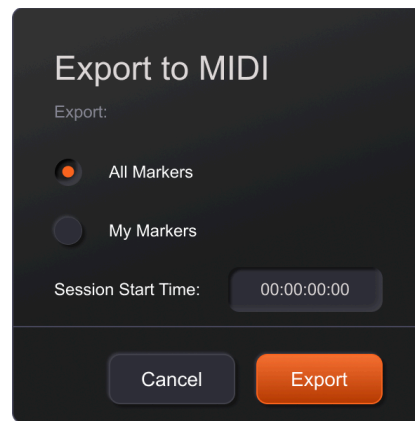 Export to MIDI
Export:
All Markers
My Markers
Session Start Time: 00:00:00:00
Cancel Export